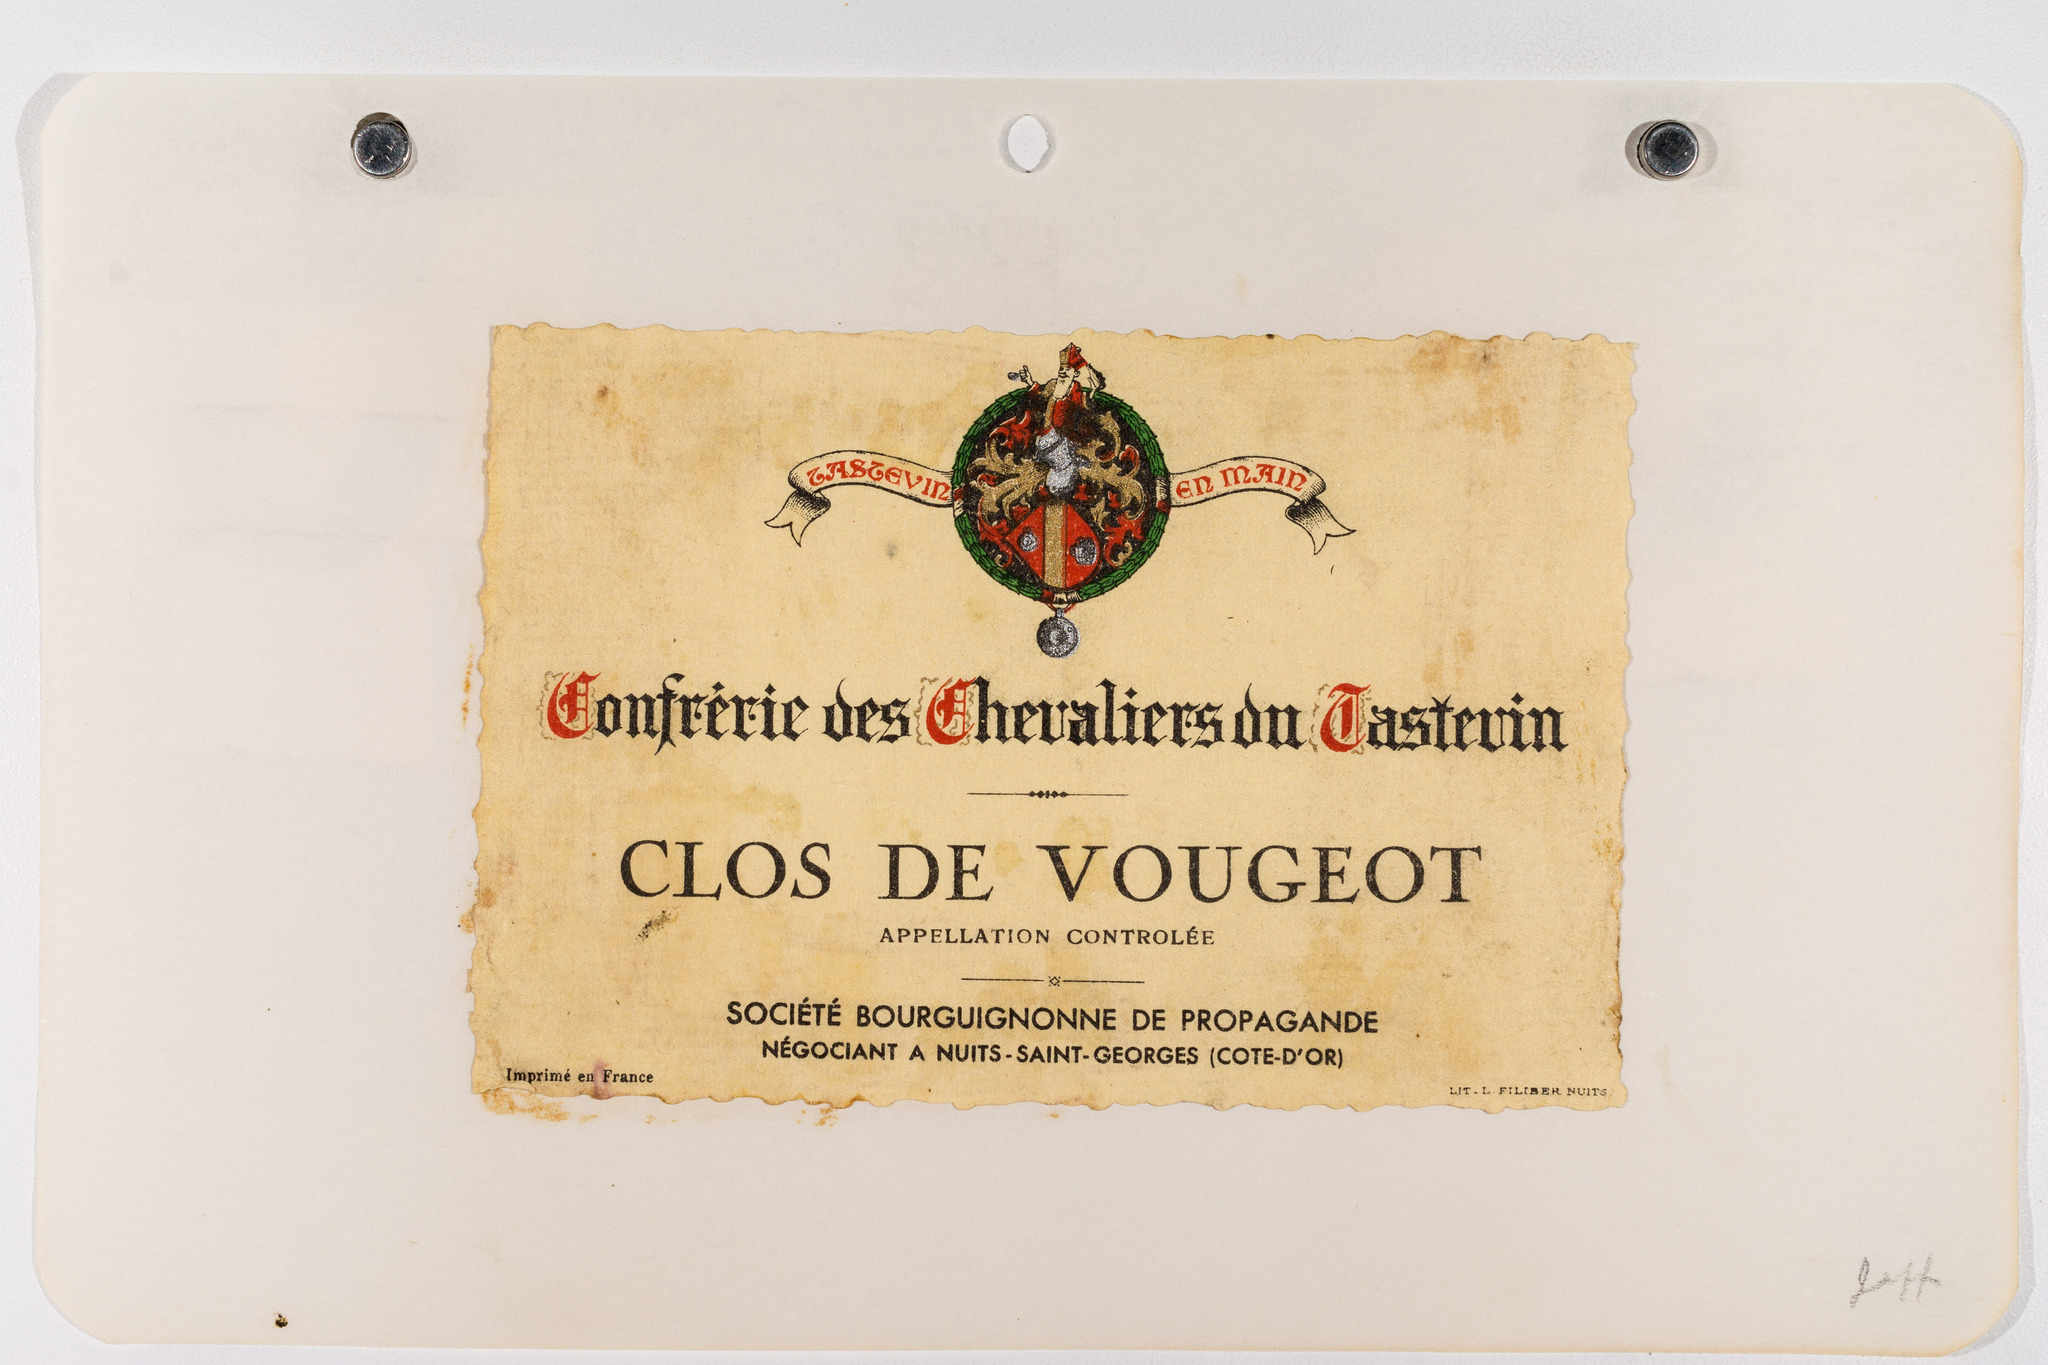 TASTEVIN EN MAIN
Confrérie des Chevaliers du Tastevin
CLOS DE VOUGEOT
APPELLATION CONTROLÉE
SOCIÉTÉ BOURGUIGNONNE DE PROPAGANDE
NÉGOCIANT A NUITS-SAINT-GEORGES (COTE-D'OR)
Imprimé en France
LIT. L. FILIBER NUITS
Jeff